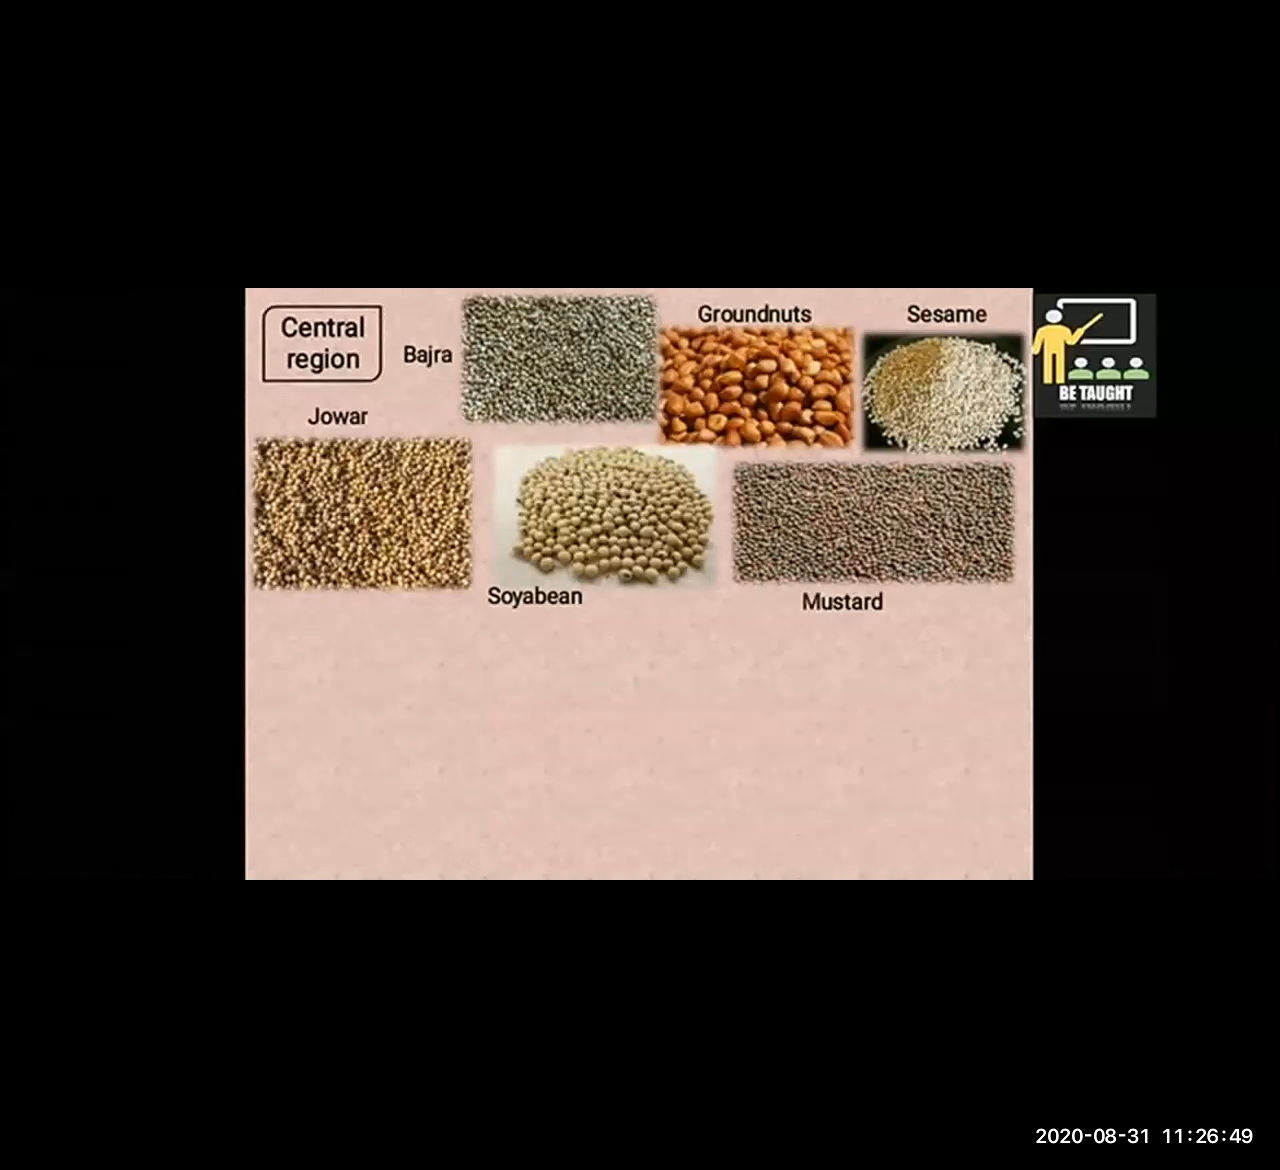 Central
region
Bajra
Groundnuts
Sesame
Jowar
Soyabean
Mustard
BE TAUGHT
2020-08-31 11:26:49